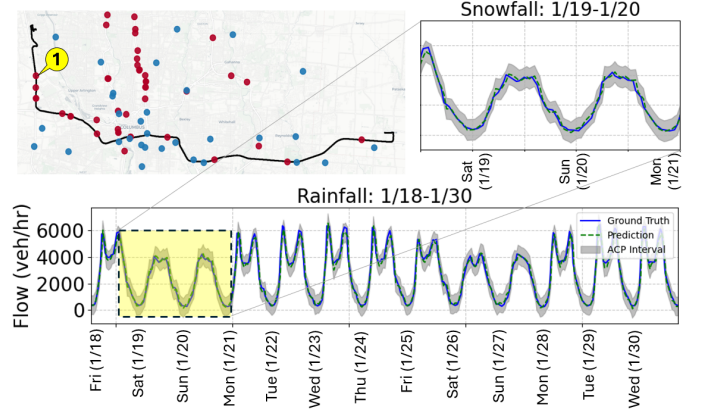 Snowfall: 1/19-1/20
1
COLUMBUS
Sat
(1/19)
Sun
(1/20)
Mon
(1/21)
Rainfall: 1/18-1/30
Flow (veh/hr)
6000
4000
2000
0
Ground Truth
Prediction
ACP Interval
Fri (1/18)
Sat (1/19)
Sun (1/20)
Mon (1/21)
Tue (1/22)
Wed (1/23)
Thu (1/24)
Fri (1/25)
Sat (1/26)
Sun (1/27)
Mon (1/28)
Tue (1/29)
Wed (1/30)